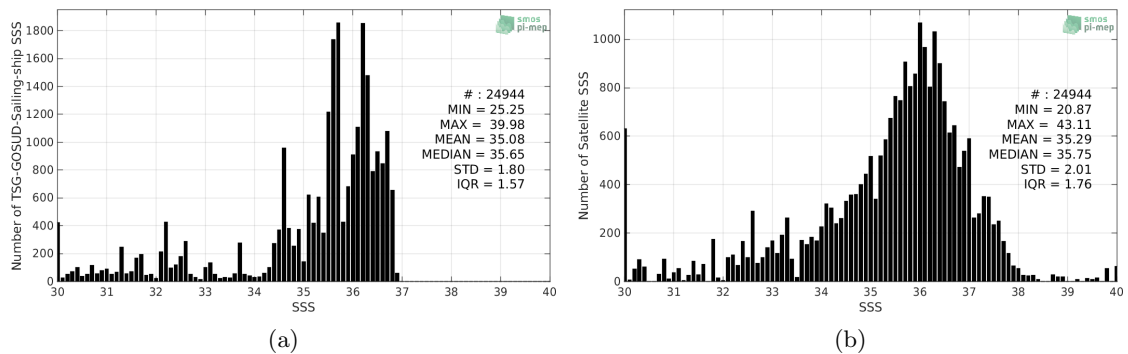 smos
pi-mep
1800
1600
1400
1200
1000
800
600
400
200
0
Number of TSG-GOSUD-Sailing-ship SSS
# : 24944
MIN = 25.25
MAX = 39.98
MEAN = 35.08
MEDIAN = 35.65
STD = 1.80
IQR = 1.57
30 31 32 33 34 35 36 37 38 39 40
SSS
(a)
smos
pi-mep
1000
800
600
400
200
0
Number of Satellite SSS
# : 24944
MIN = 20.87
MAX = 43.11
MEAN = 35.29
MEDIAN = 35.75
STD = 2.01
IQR = 1.76
30 31 32 33 34 35 36 37 38 39 40
SSS
(b)